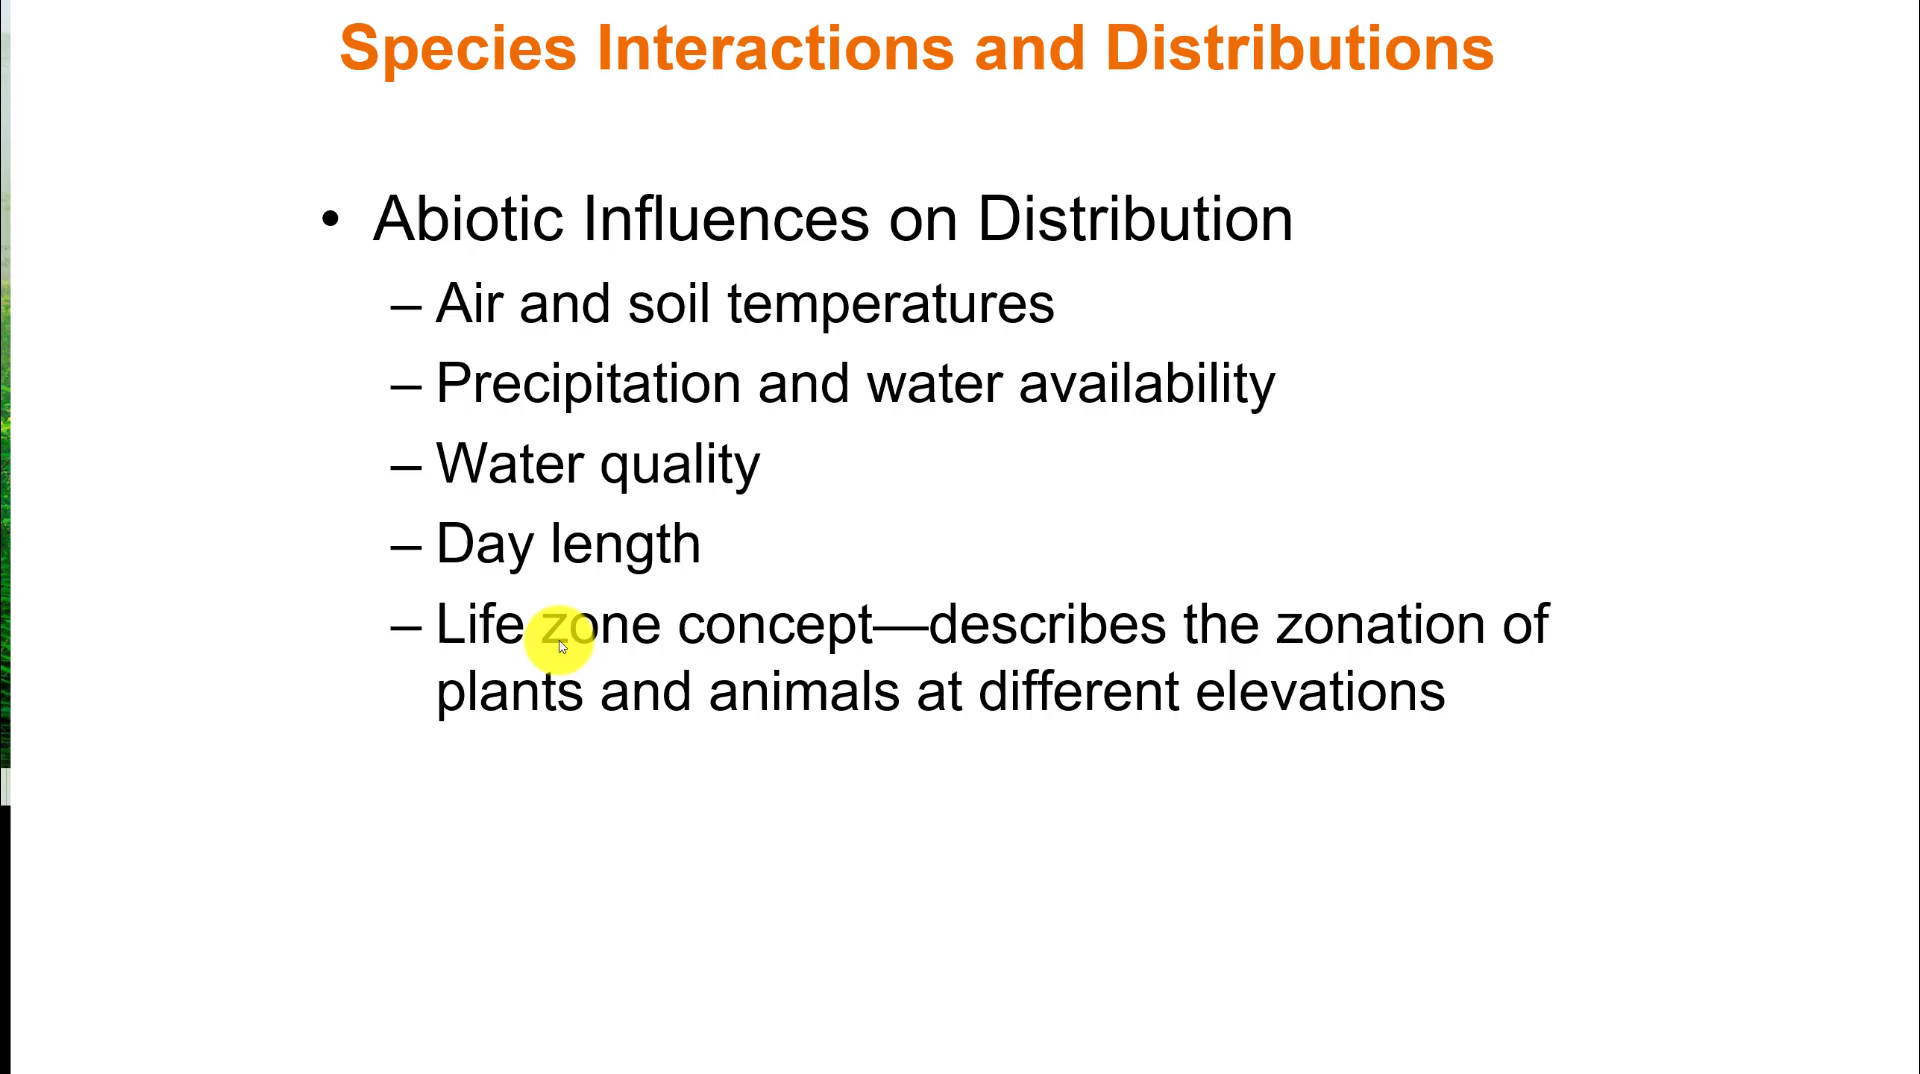 Species Interactions and Distributions
• Abiotic Influences on Distribution
– Air and soil temperatures
– Precipitation and water availability
– Water quality
– Day length
– Life zone concept—describes the zonation of
plants and animals at different elevations